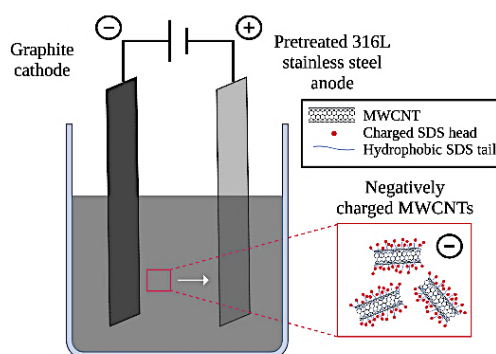 Graphite
cathode
−
+
Pretreated 316L
stainless steel
anode
MWCNT
Charged SDS head
Hydrophobic SDS tail
Negatively
charged MWCNTs
−